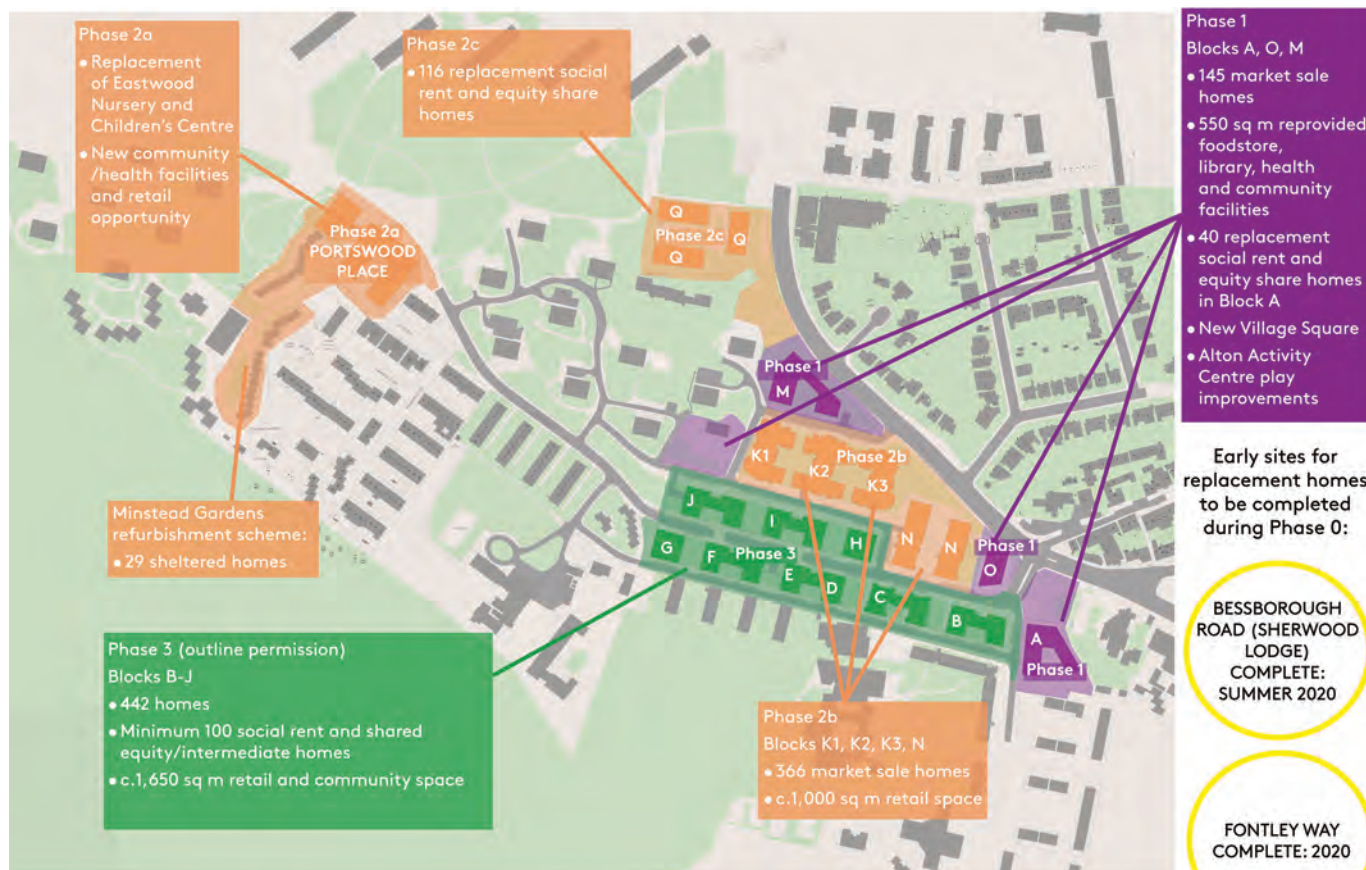 Phase 2a
• Replacement
of Eastwood
Nursery and
Children's Centre
• New community
/health facilities
and retail
opportunity
Phase 2c
• 116 replacement social
rent and equity share
homes
Phase 1
Blocks A, O, M
• 145 market sale
homes
• 550 sq m reprovided
foodstore,
library, health
and community
facilities
• 40 replacement
social rent and
equity share homes
in Block A
• New Village Square
• Alton Activity
Centre play
improvements
Phase 2a
PORTSWOOD
PLACE
Q
Phase 2c
Q
Q
Phase 1
M
K1
K2
Phase 2b
K3
J
I
H
N
N
Phase 1
O
G
F
Phase 3
E
D
C
B
A
Phase 1
Minstead Gardens
refurbishment scheme:
• 29 sheltered homes
Phase 3 (outline permission)
Blocks B-J
• 442 homes
• Minimum 100 social rent and shared
equity/intermediate homes
• c.1,650 sq m retail and community space
Phase 2b
Blocks K1, K2, K3, N
• 366 market sale homes
• c.1,000 sq m retail space
Early sites for
replacement homes
to be completed
during Phase 0:
BESSBOROUGH
ROAD (SHERWOOD
LODGE)
COMPLETE:
SUMMER 2020
FONTLEY WAY
COMPLETE: 2020